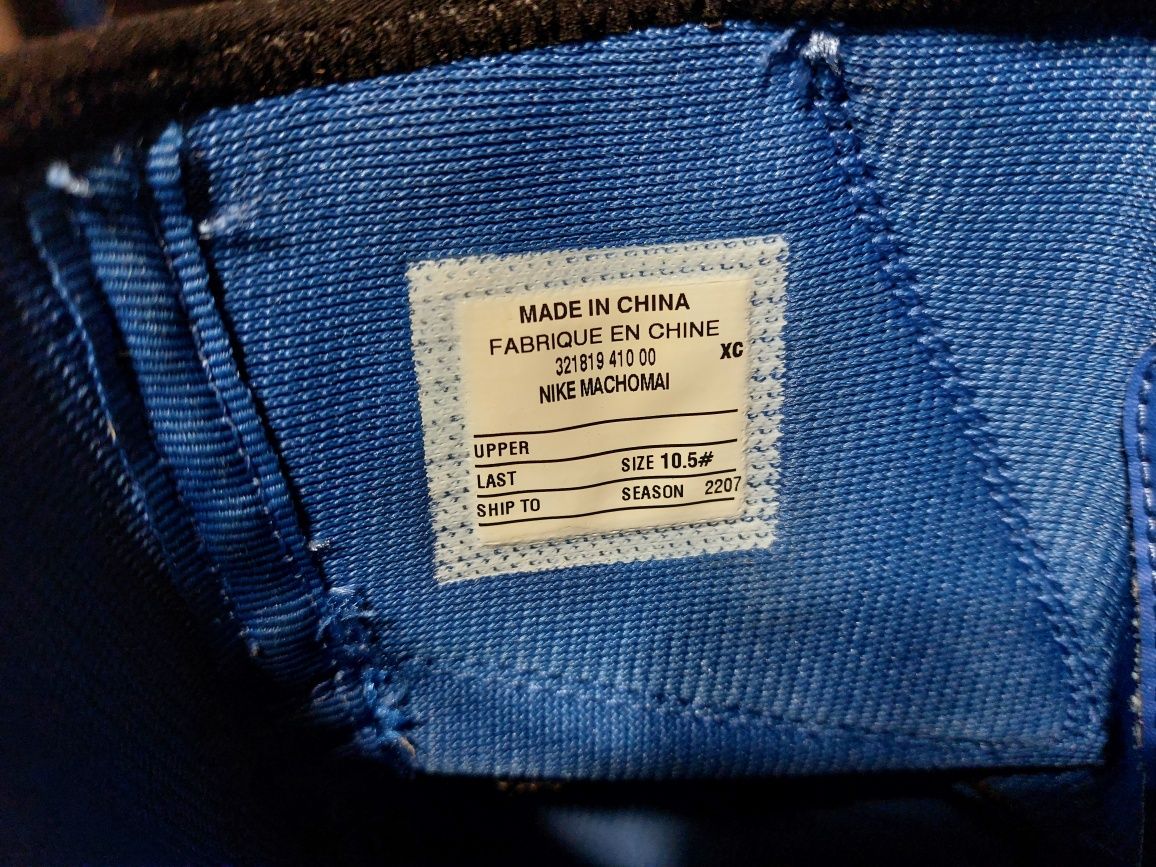 MADE IN CHINA
FABRIQUE EN CHINE
321819 410 00 XC
NIKE MACHOMAI
UPPER
LAST SIZE 10.5#
SHIP TO SEASON 2207